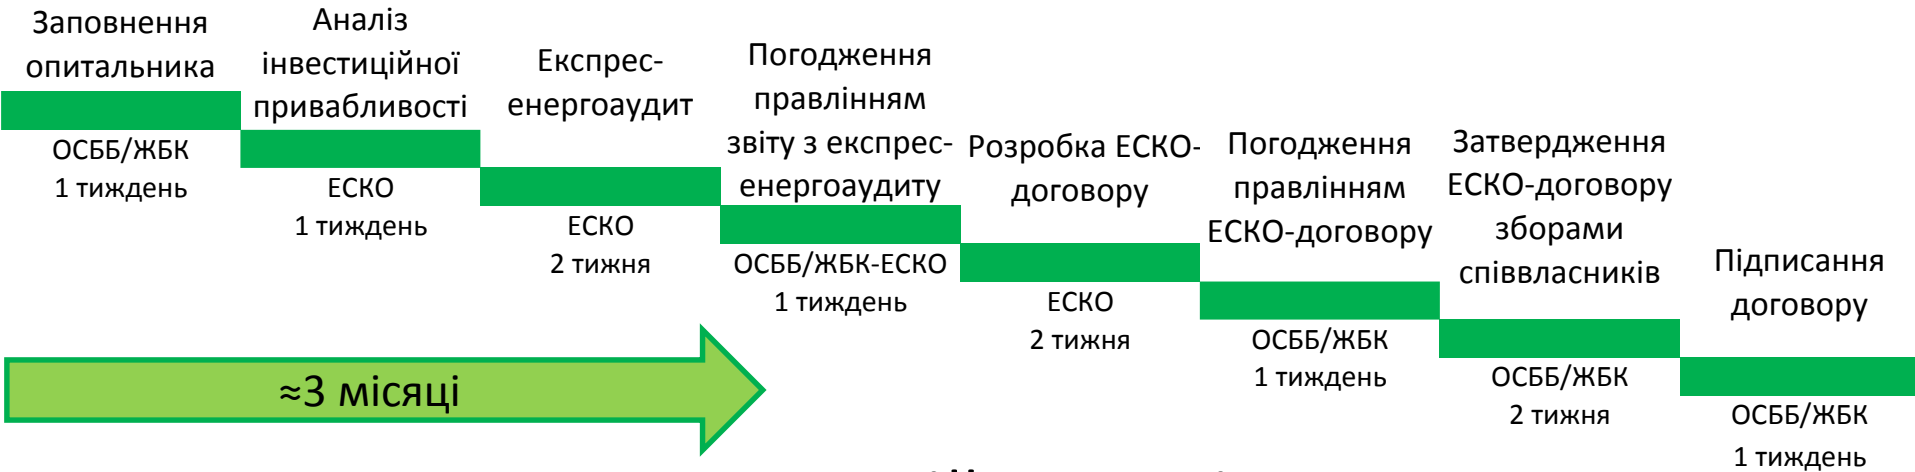 Заповнення
опитальника
ОСББ/ЖБК
1 тиждень
Аналіз
інвестиційної
привабливості
ЕСКО
1 тиждень
Експрес-
енергоаудит
ЕСКО
2 тижня
Погодження
правлінням
звіту з експрес-
енергоаудиту
ОСББ/ЖБК-ЕСКО
1 тиждень
Розробка ЕСКО-
договору
ЕСКО
2 тижня
Погодження
правлінням
ЕСКО-договору
ОСББ/ЖБК
1 тиждень
Затвердження
ЕСКО-договору
зборами
співвласників
ОСББ/ЖБК
2 тижня
Підписання
договору
ОСББ/ЖБК
1 тиждень
≈3 місяці